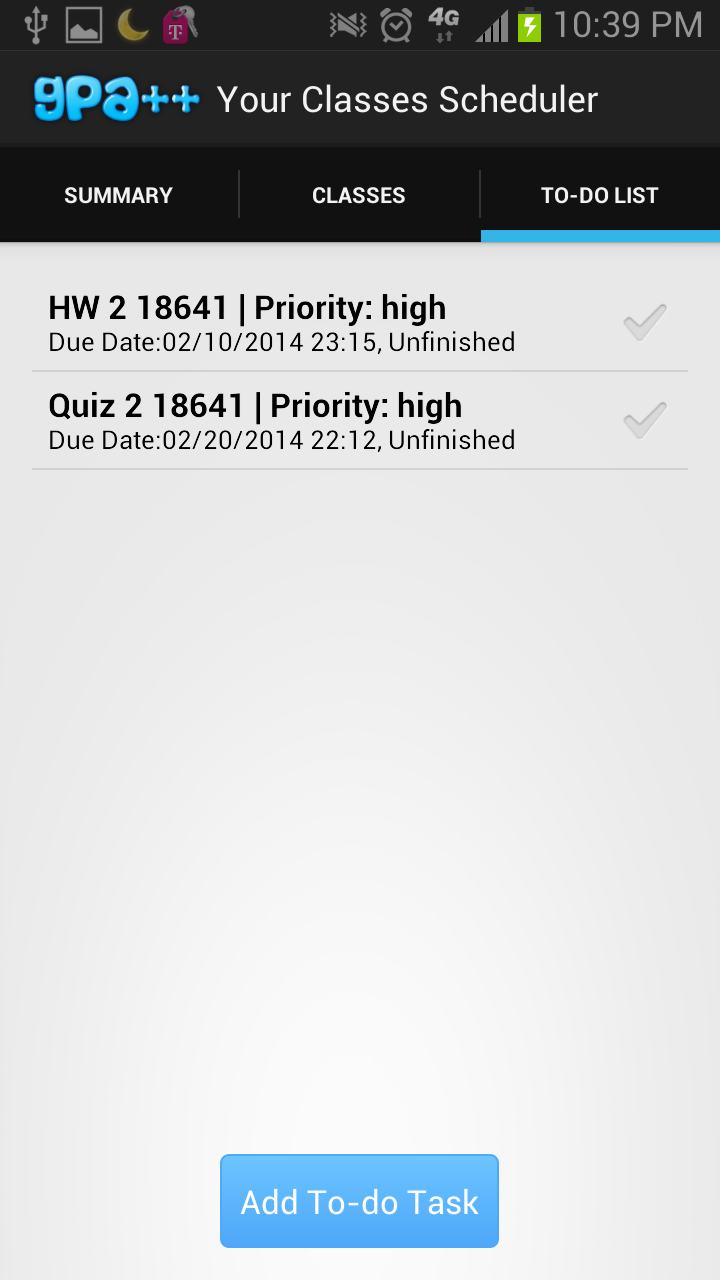 4G 10:39 PM
gpa++ Your Classes Scheduler
SUMMARY CLASSES TO-DO LIST
HW 2 18641 | Priority: high
Due Date:02/10/2014 23:15, Unfinished
Quiz 2 18641 | Priority: high
Due Date:02/20/2014 22:12, Unfinished
Add To-do Task